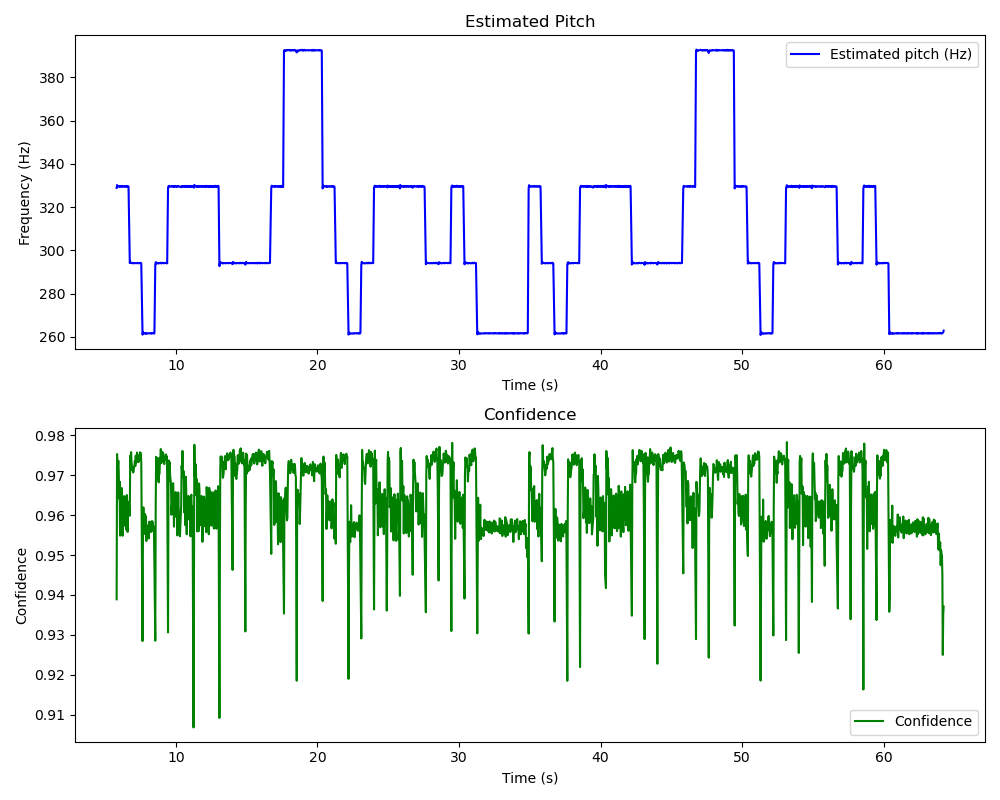 Estimated Pitch
Estimated pitch (Hz)
Frequency (Hz)
380
360
340
320
300
280
260
10 20 30 40 50 60
Time (s)
Confidence
Confidence
0.98
0.97
0.96
0.95
0.94
0.93
0.92
0.91
Confidence
10 20 30 40 50 60
Time (s)